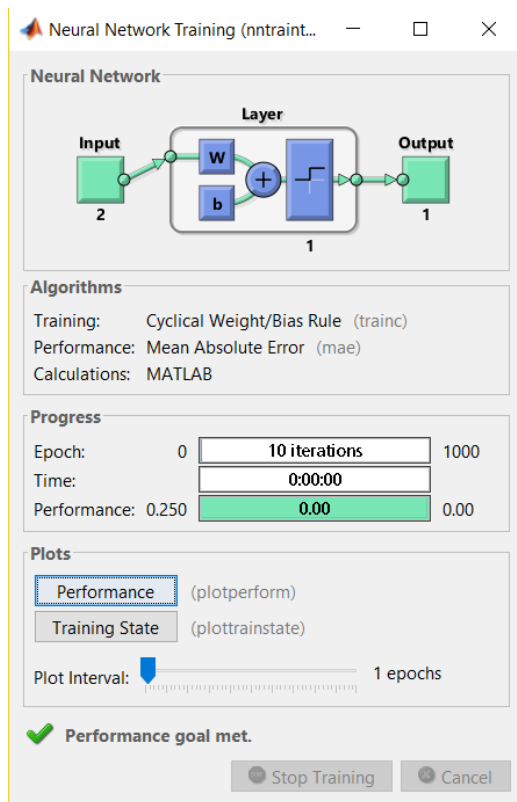 Neural Network Training (nntraint...
Neural Network
Layer
Input
Output
W
b
+
2
1
1
Algorithms
Training: Cyclical Weight/Bias Rule (trainc)
Performance: Mean Absolute Error (mae)
Calculations: MATLAB
Progress
Epoch: 0 10 iterations 1000
Time: 0:00:00
Performance: 0.250 0.00 0.00
Plots
Performance (plotperform)
Training State (plottrainstate)
Plot Interval: 1 epochs
Performance goal met.
Stop Training Cancel